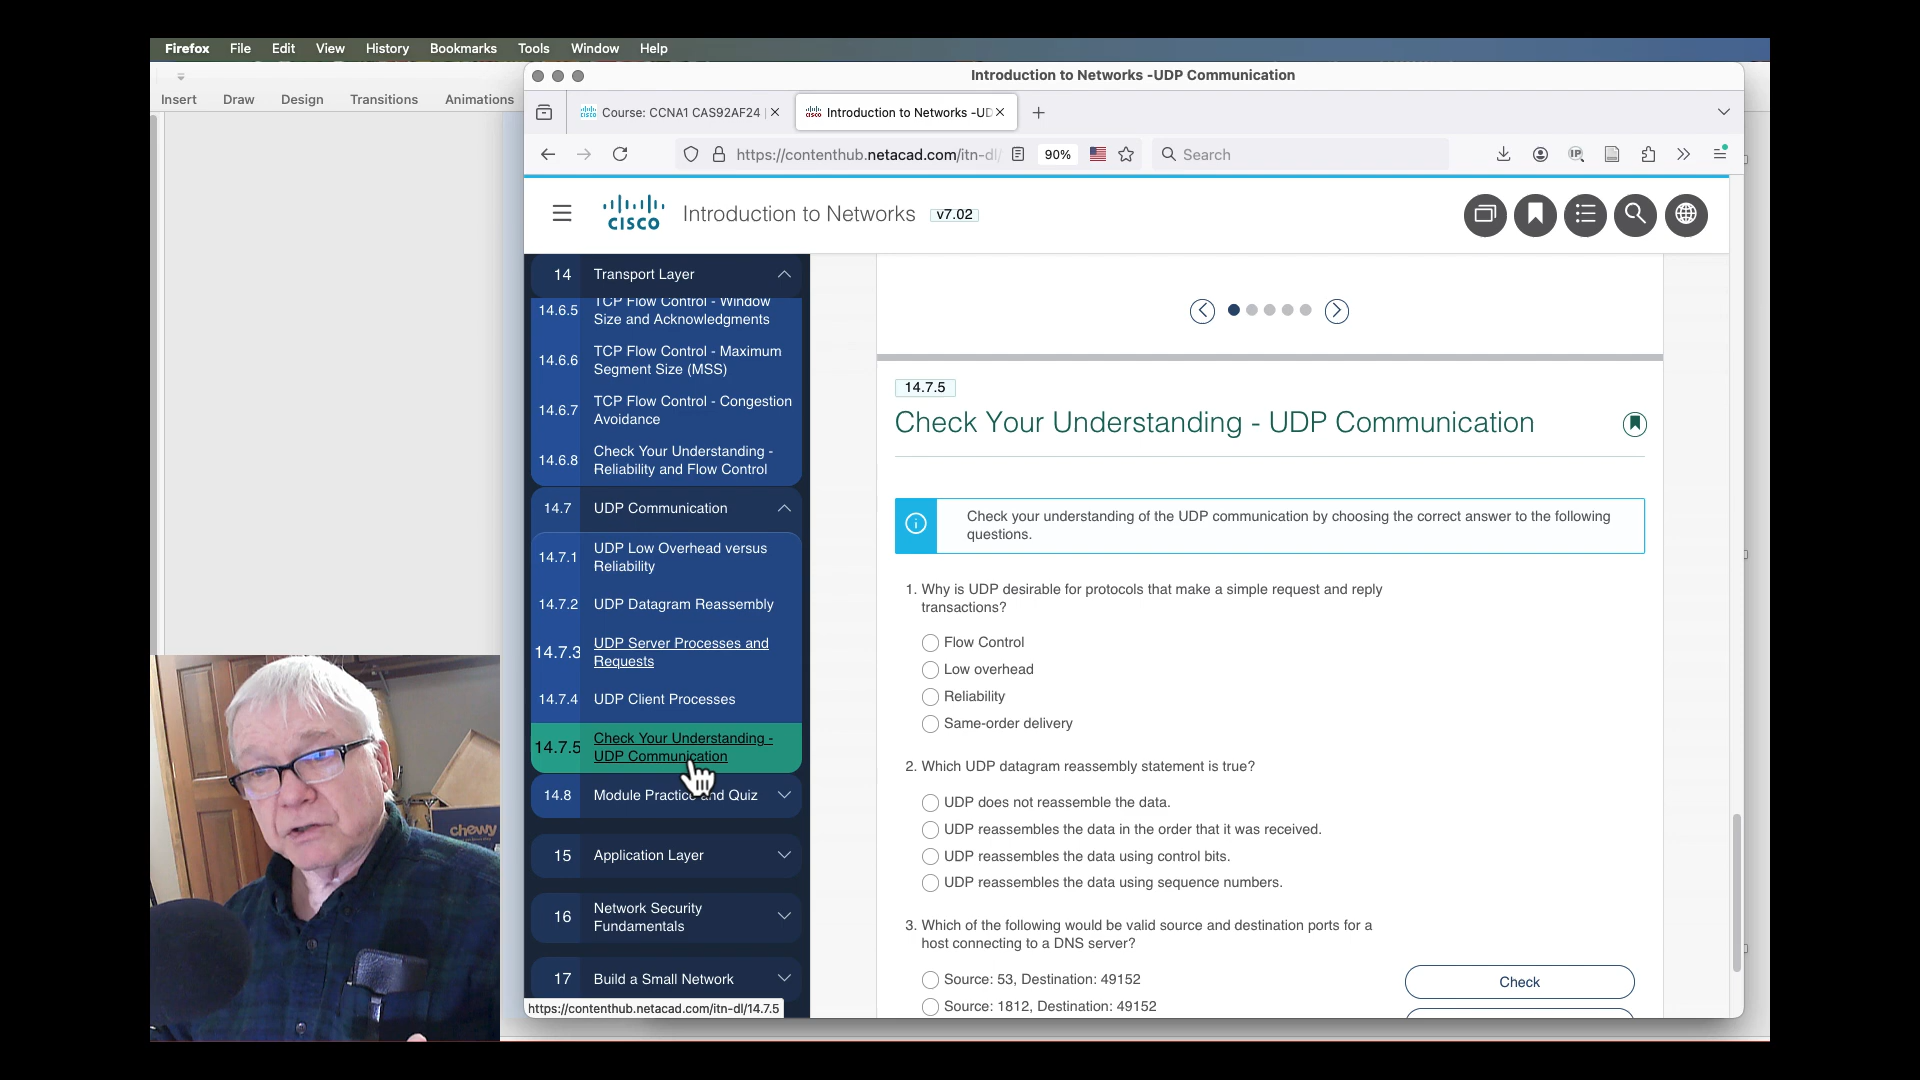 Firefox File Edit View History Bookmarks Tools Window Help
Insert Draw Design Transitions Animations
Introduction to Networks -UDP Communication
Course: CCNA1 CAS92AF24
Introduction to Networks -UD
https://contenthub.netacad.com/itn-dl/
90%
Search
CISCO
Introduction to Networks v7.02
14 Transport Layer
14.6.5 TCP Flow Control - Window
Size and Acknowledgments
14.6.6 TCP Flow Control - Maximum
Segment Size (MSS)
14.6.7 TCP Flow Control - Congestion
Avoidance
14.6.8 Check Your Understanding -
Reliability and Flow Control
14.7 UDP Communication
14.7.1 UDP Low Overhead versus
Reliability
14.7.2 UDP Datagram Reassembly
14.7.3 UDP Server Processes and
Requests
14.7.4 UDP Client Processes
14.7.5 Check Your Understanding -
UDP Communication
14.8 Module Practice and Quiz
15 Application Layer
16 Network Security
Fundamentals
17 Build a Small Network
https://contenthub.netacad.com/itn-dl/14.7.5
14.7.5
Check Your Understanding - UDP Communication
Check your understanding of the UDP communication by choosing the correct answer to the following
questions.
1. Why is UDP desirable for protocols that make a simple request and reply
transactions?
Flow Control
Low overhead
Reliability
Same-order delivery
2. Which UDP datagram reassembly statement is true?
UDP does not reassemble the data.
UDP reassembles the data in the order that it was received.
UDP reassembles the data using control bits.
UDP reassembles the data using sequence numbers.
3. Which of the following would be valid source and destination ports for a
host connecting to a DNS server?
Source: 53, Destination: 49152
Source: 1812, Destination: 49152
Check
chewy